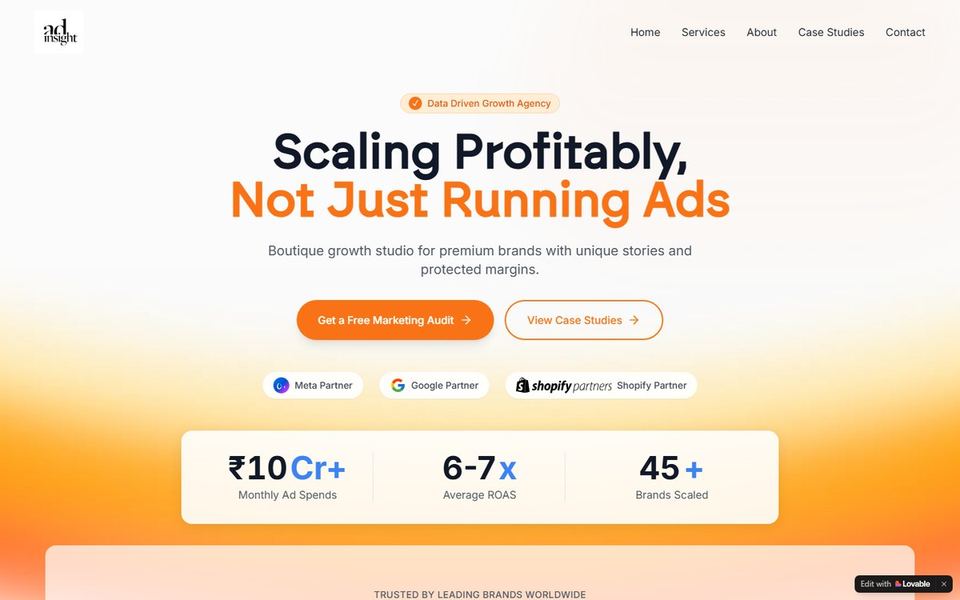 ad
insight
Home Services About Case Studies Contact
Data Driven Growth Agency
Scaling Profitably,
Not Just Running Ads
Boutique growth studio for premium brands with unique stories and
protected margins.
Get a Free Marketing Audit → View Case Studies →
Meta Partner Google Partner shopify partners Shopify Partner
₹10 Cr+ 6-7x 45+
Monthly Ad Spends Average ROAS Brands Scaled
TRUSTED BY LEADING BRANDS WORLDWIDE
Edit with Lovable ×